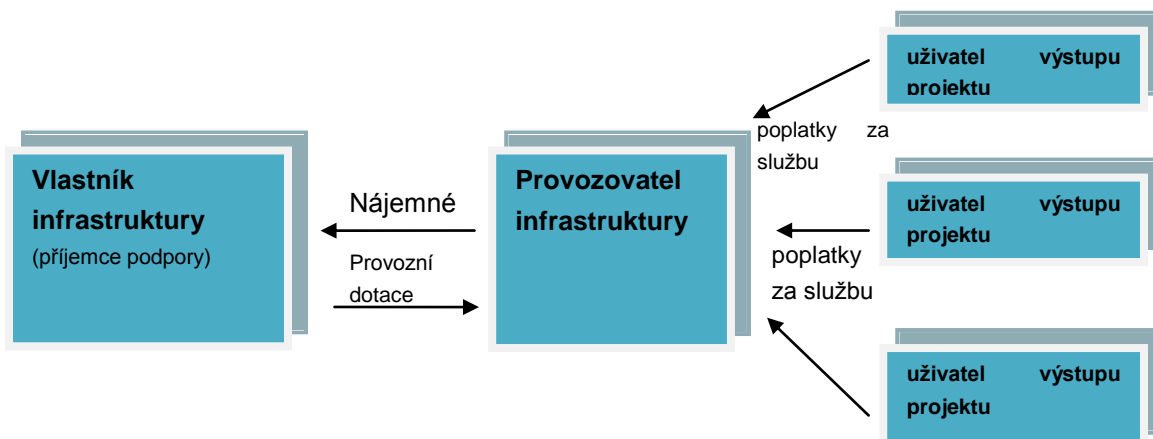 Vlastník
infrastruktury
(příjemce podpory)
Nájemné
Provozní
dotace
Provozovatel
infrastruktury
poplatky za
službu
poplatky
za službu
uživatel výstupu
projektu
uživatel výstupu
projektu
uživatel výstupu
projektu